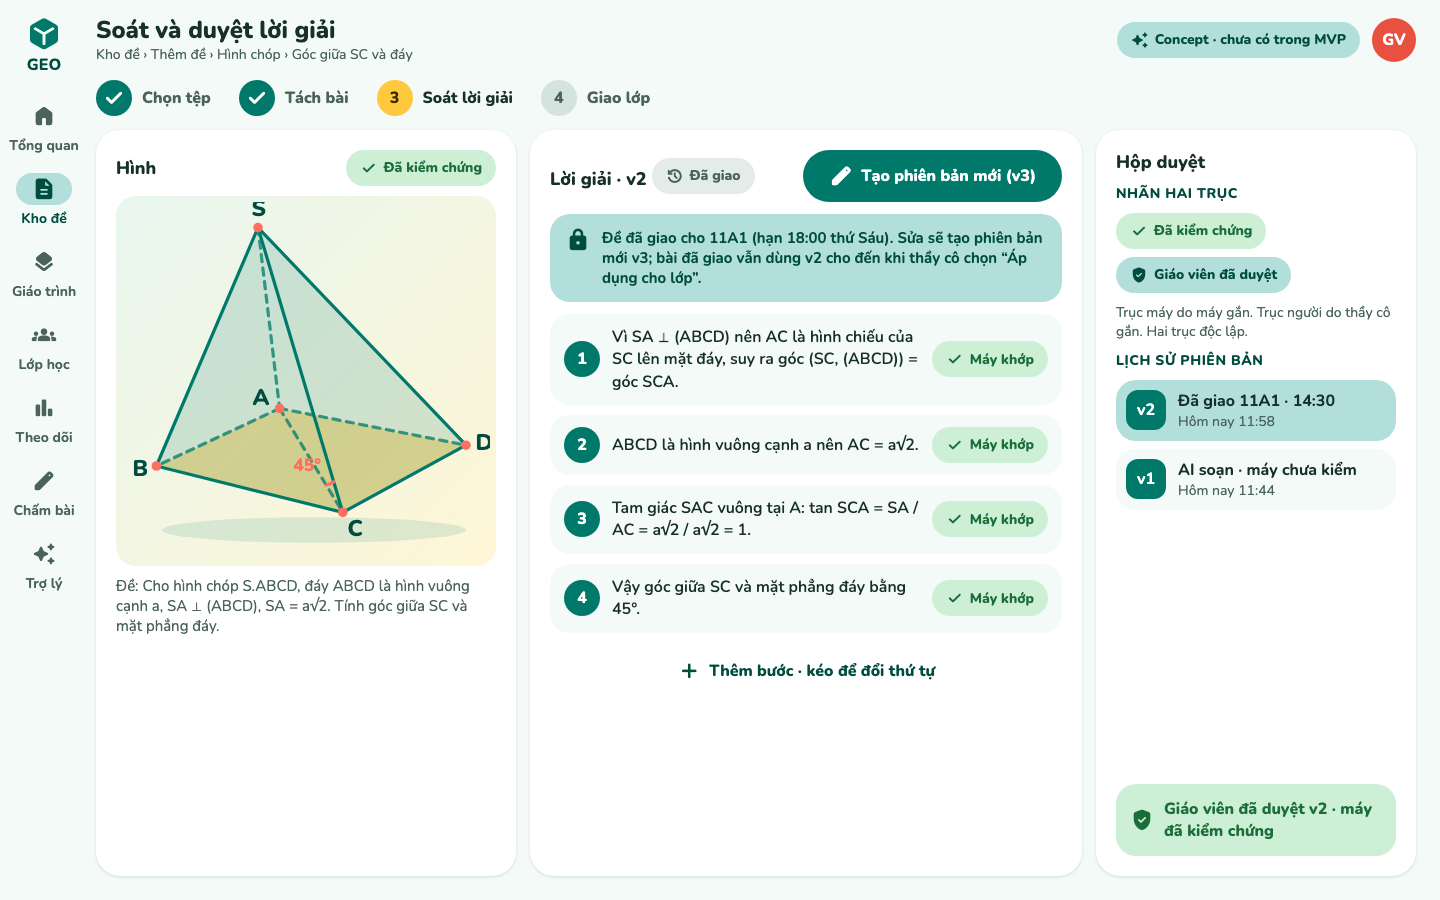 GEO
Tổng quan
Kho đề
Giáo trình
Lớp học
Theo dõi
Chấm bài
Trợ lý
Soát và duyệt lời giải
Kho đề › Thêm đề › Hình chóp › Góc giữa SC và đáy
Concept · chưa có trong MVP
GV
Chọn tệp
Tách bài
3 Soát lời giải
4 Giao lớp
Hình
Đã kiểm chứng
S
A
B
D
45°
C
Đề: Cho hình chóp S.ABCD, đáy ABCD là hình vuông
cạnh a, SA ⊥ (ABCD), SA = a√2. Tính góc giữa SC và
mặt phẳng đáy.
Lời giải · v2
Đã giao
Tạo phiên bản mới (v3)
Đề đã giao cho 11A1 (hạn 18:00 thứ Sáu). Sửa sẽ tạo phiên bản
mới v3; bài đã giao vẫn dùng v2 cho đến khi thầy cô chọn “Áp
dụng cho lớp”.
1
Vì SA ⊥ (ABCD) nên AC là hình chiếu của
SC lên mặt đáy, suy ra góc (SC, (ABCD)) =
góc SCA.
Máy khớp
2
ABCD là hình vuông cạnh a nên AC = a√2.
Máy khớp
3
Tam giác SAC vuông tại A: tan SCA = SA /
AC = a√2 / a√2 = 1.
Máy khớp
4
Vậy góc giữa SC và mặt phẳng đáy bằng
45°.
Máy khớp
Thêm bước · kéo để đổi thứ tự
Hộp duyệt
NHÃN HAI TRỤC
Đã kiểm chứng
Giáo viên đã duyệt
Trục máy do máy gắn. Trục người do thầy cô
gắn. Hai trục độc lập.
LỊCH SỬ PHIÊN BẢN
v2
Đã giao 11A1 · 14:30
Hôm nay 11:58
v1
AI soạn · máy chưa kiểm
Hôm nay 11:44
Giáo viên đã duyệt v2 · máy
đã kiểm chứng